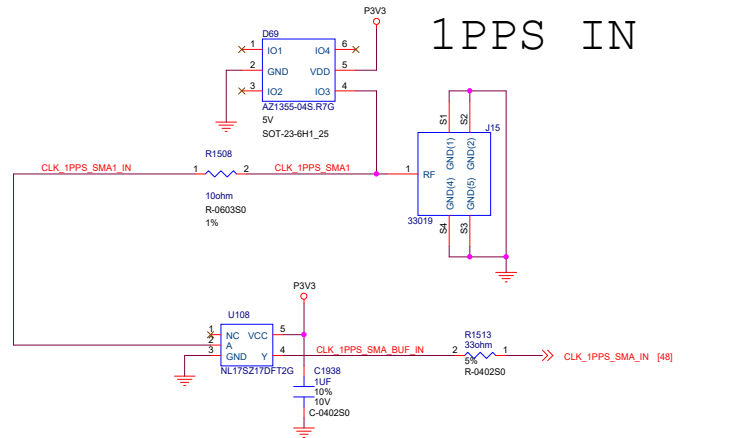 P3V3
1PPS IN
D69
1 IO1 IO4 6
2 GND VDD 5
3 IO2 IO3 4
AZ1355-04S.R7G
5V
SOT-23-6H1_25
S1 S2
J15
GND(1) GND(2)
1 RF
GND(4) GND(5)
33019
S4 S3
R1508
CLK_1PPS_SMA1_IN 1 2 CLK_1PPS_SMA1
10ohm
R-0603S0
1%
P3V3
U108
1 NC VCC 5
2 A
3 GND Y 4
NL17SZ17DFT2G
CLK_1PPS_SMA_BUF_IN
R1513
33ohm
2 1
5%
R-0402S0
CLK_1PPS_SMA_IN [48]
C1938
1UF
10%
10V
C-0402S0